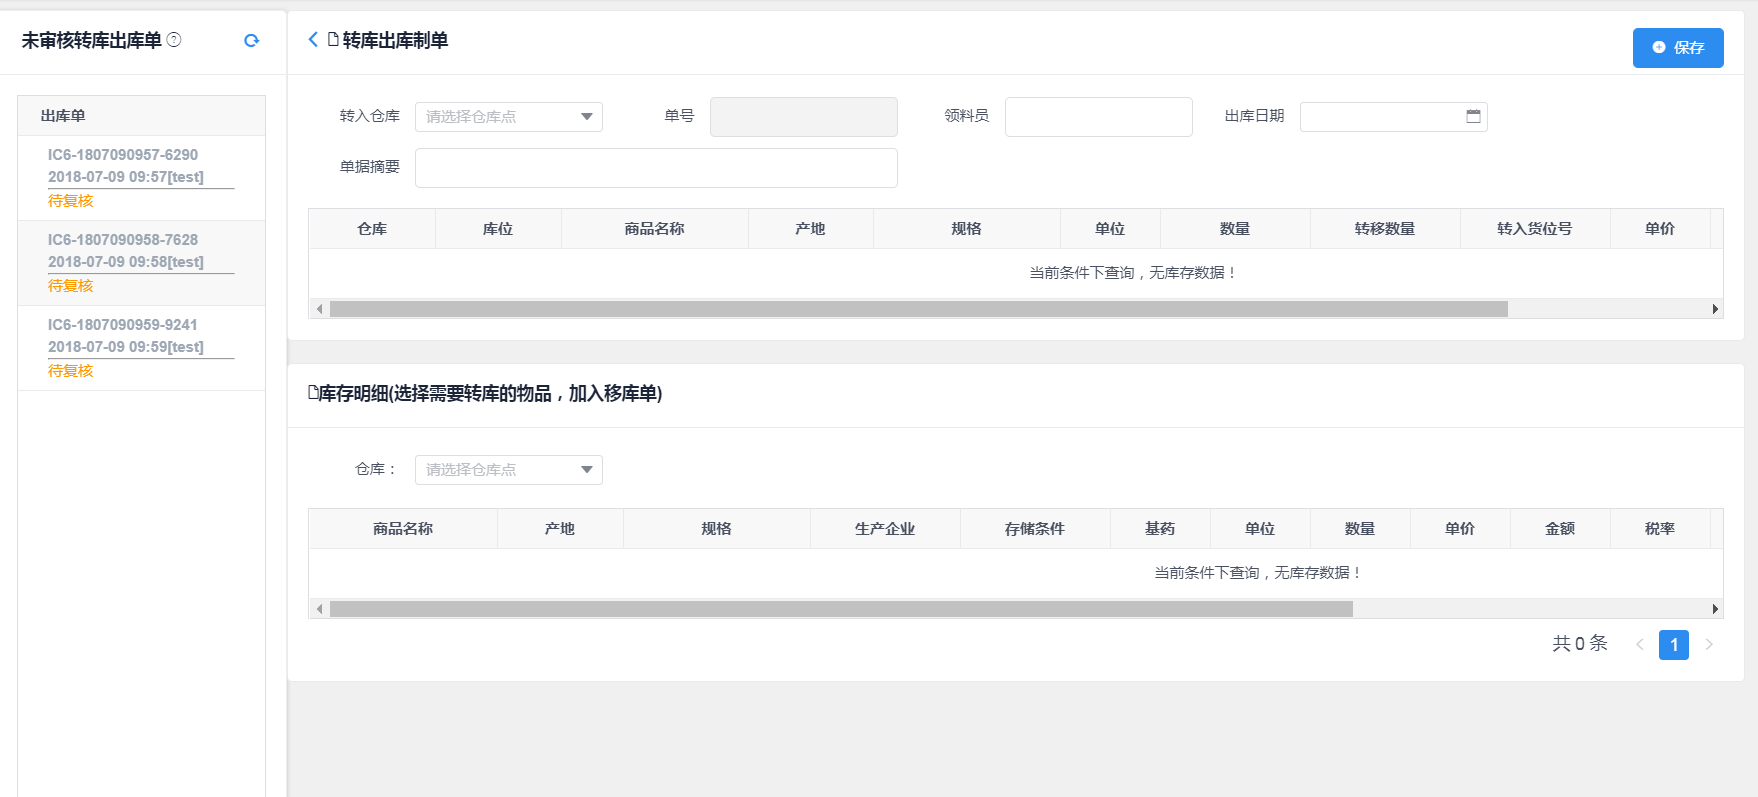 未审核转库出库单 ?
出库单
IC6-1807090957-6290
2018-07-09 09:57[test]
待复核
IC6-1807090958-7628
2018-07-09 09:58[test]
待复核
IC6-1807090959-9241
2018-07-09 09:59[test]
待复核
转库出库制单
保存
转入仓库 请选择仓库点 单号 领料员 出库日期
单据摘要
仓库 库位 商品名称 产地 规格 单位 数量 转移数量 转入货位号 单价
当前条件下查询，无库存数据！
库存明细(选择需要转库的物品，加入移库单)
仓库： 请选择仓库点
商品名称 产地 规格 生产企业 存储条件 基药 单位 数量 单价 金额 税率
当前条件下查询，无库存数据！
共 0 条 1